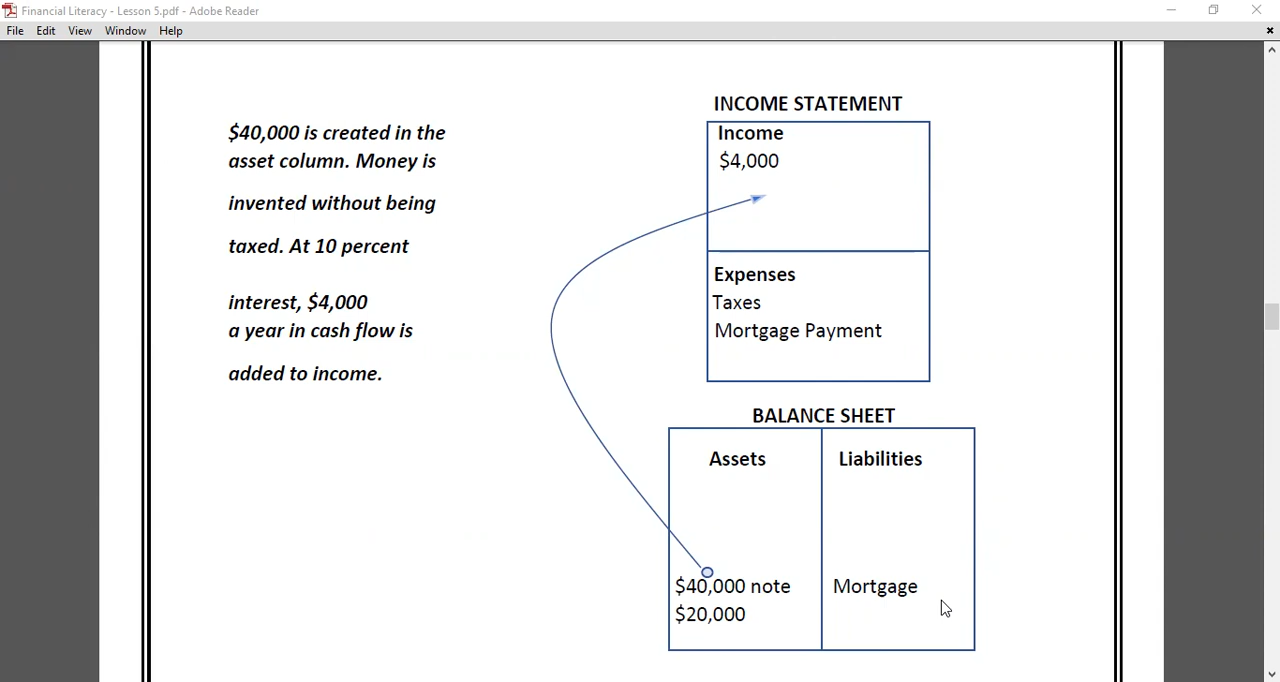 Financial Literacy - Lesson 5.pdf - Adobe Reader
File Edit View Window Help
$40,000 is created in the
asset column. Money is
invented without being
taxed. At 10 percent
interest, $4,000
a year in cash flow is
added to income.
INCOME STATEMENT
Income
$4,000
Expenses
Taxes
Mortgage Payment
BALANCE SHEET
Assets Liabilities
$40,000 note Mortgage
$20,000